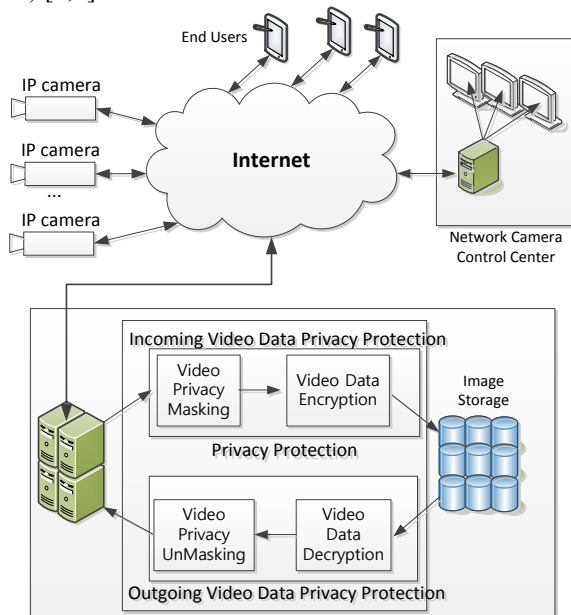 End Users
IP camera
IP camera
...
IP camera
Internet
Network Camera
Control Center
Incoming Video Data Privacy Protection
Video
Privacy
Masking
Video Data
Encryption
Image
Storage
Privacy Protection
Video
Privacy
UnMasking
Video
Data
Decryption
Outgoing Video Data Privacy Protection